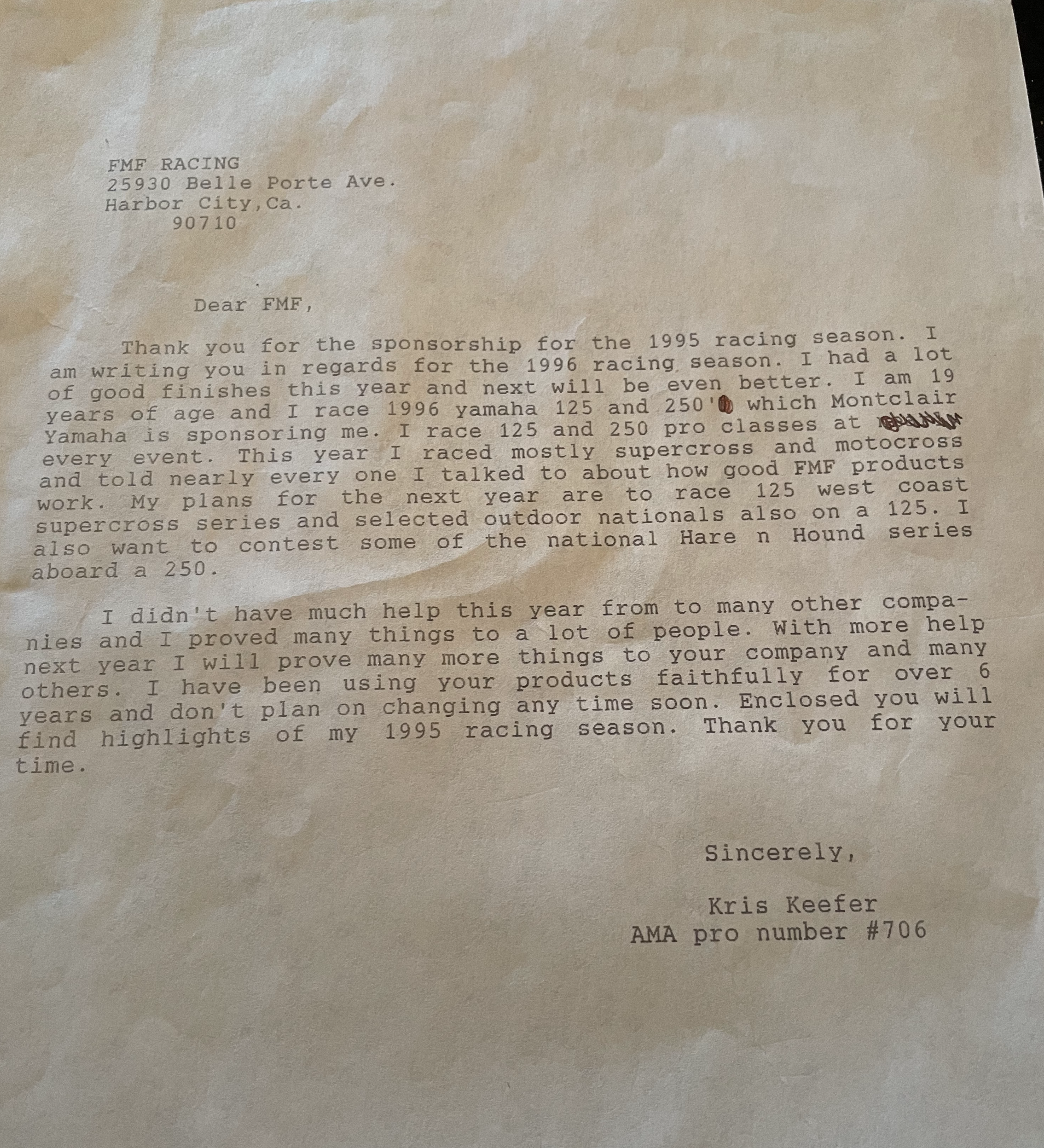 FMF RACING
25930 Belle Porte Ave.
Harbor City,Ca.
90710
Dear FMF,
Thank you for the sponsorship for the 1995 racing season. I
am writing you in regards for the 1996 racing season. I had a lot
of good finishes this year and next will be even better. I am 19
years of age and I race 1996 yamaha 125 and 250' which Montclair
Yamaha is sponsoring me. I race 125 and 250 pro classes at
every event. This year I raced mostly supercross and motocross
and told nearly every one I talked to about how good FMF products
work. My plans for the next year are to race 125 west coast
supercross series and selected outdoor nationals also on a 125. I
also want to contest some of the national Hare n Hound series
aboard a 250.
I didn't have much help this year from to many other compa-
nies and I proved many things to a lot of people. With more help
next year I will prove many more things to your company and many
others. I have been using your products faithfully for over 6
years and don't plan on changing any time soon. Enclosed you will
find highlights of my 1995 racing season. Thank you for your
time.
Sincerely,
Kris Keefer
AMA pro number #706